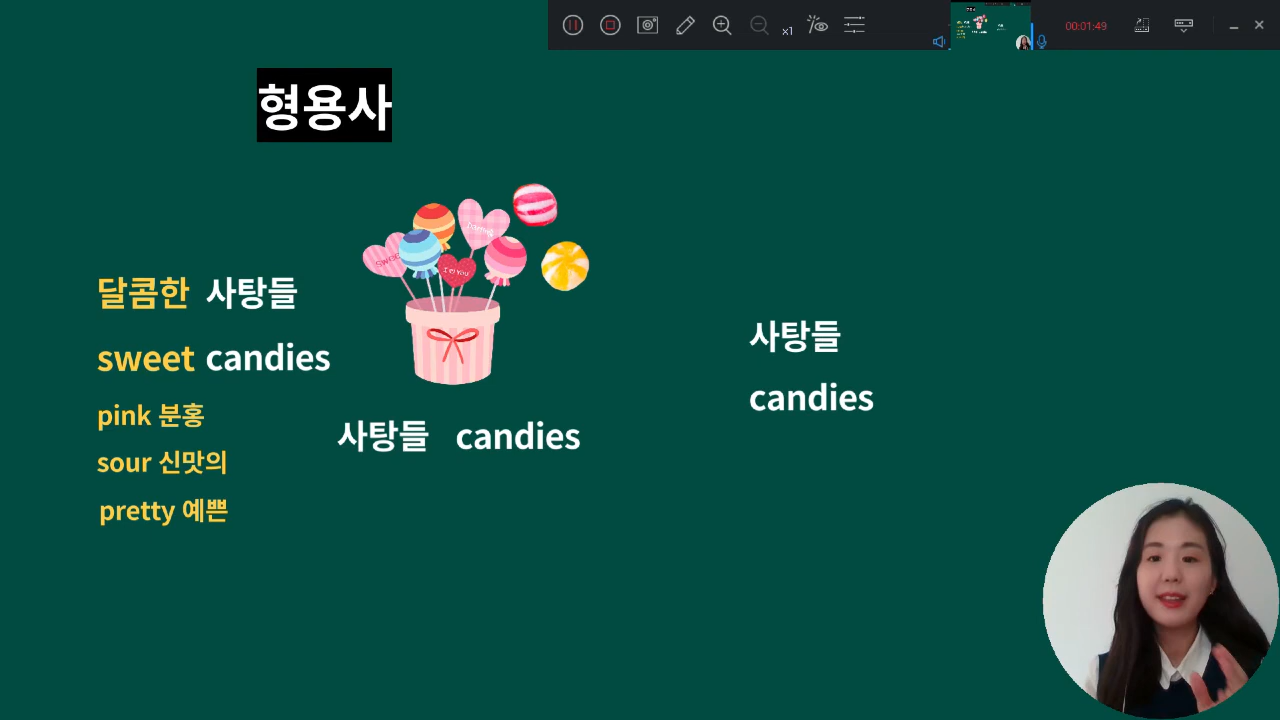 x1
00:01:49
형용사
달콤한 사탕들
sweet candies
pink 분홍
sour 신맛의
pretty 예쁜
사탕들 candies
사탕들
candies